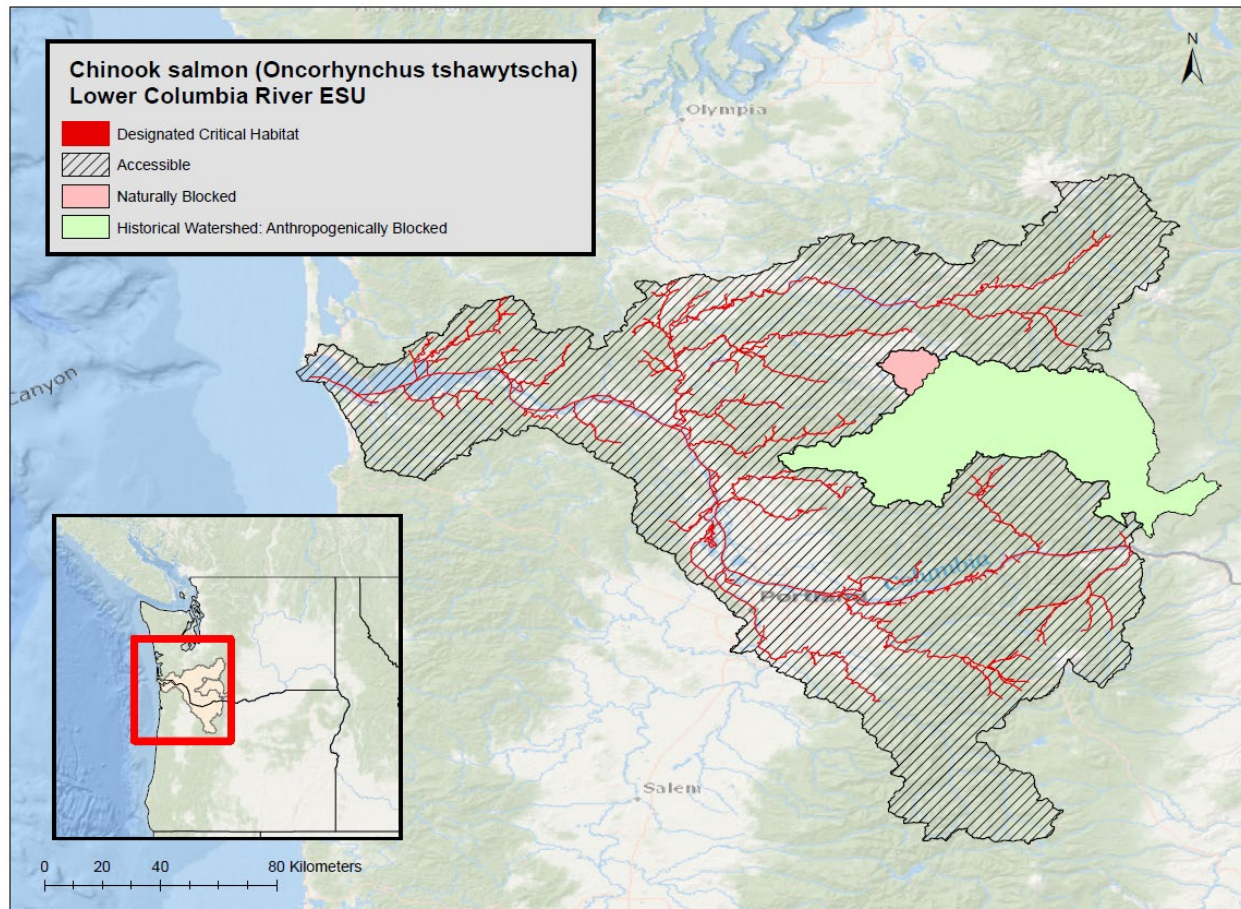 Chinook salmon (Oncorhynchus tshawytscha)
Lower Columbia River ESU
Designated Critical Habitat
Accessible
Naturally Blocked
Historical Watershed: Anthropogenically Blocked
N
Olympia
Canyon
Columbia
Portland
Salem
0 20 40 80 Kilometers